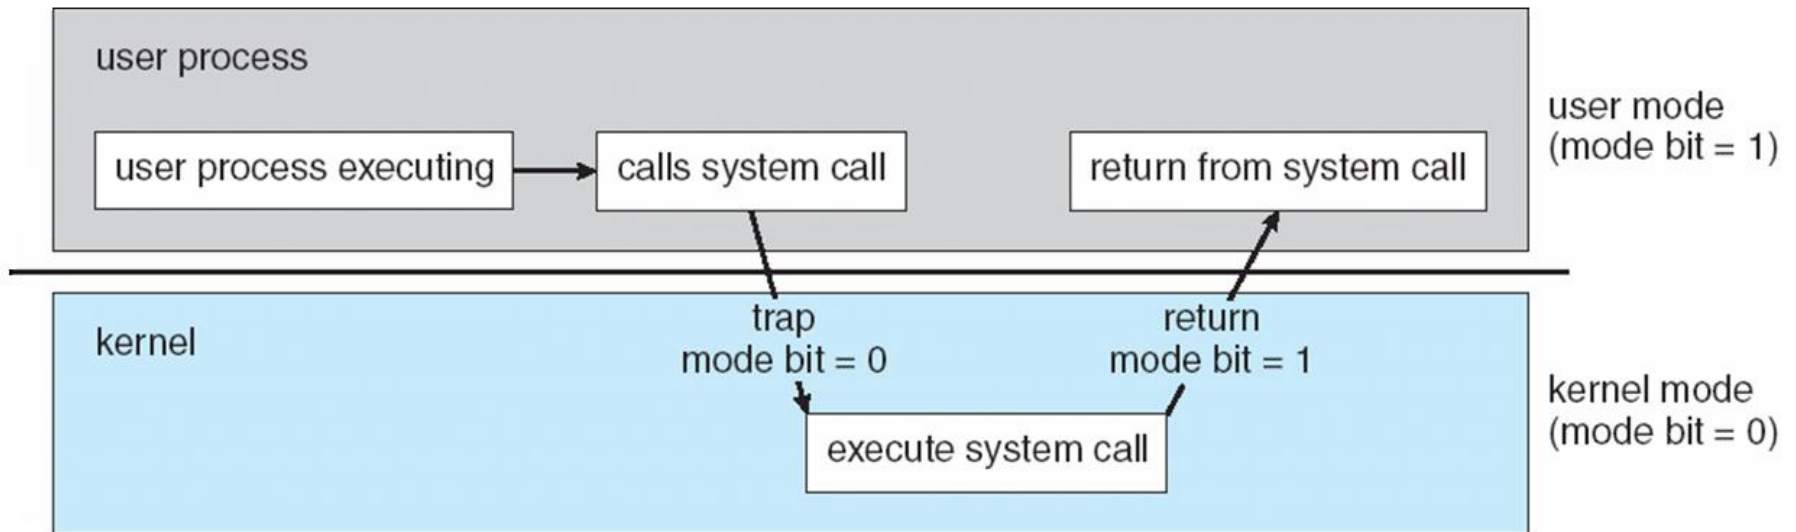 user process
user process executing
calls system call
return from system call
user mode
(mode bit = 1)
kernel
trap
mode bit = 0
return
mode bit = 1
execute system call
kernel mode
(mode bit = 0)